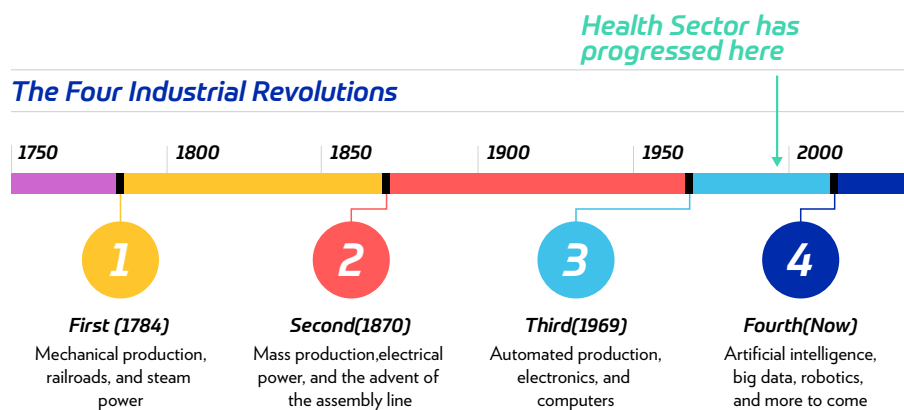 Health Sector has
progressed here
The Four Industrial Revolutions
1750 1800 1850 1900 1950 2000
1 2 3 4
First (1784)
Mechanical production,
railroads, and steam
power
Second(1870)
Mass production,electrical
power, and the advent of
the assembly line
Third(1969)
Automated production,
electronics, and
computers
Fourth(Now)
Artificial intelligence,
big data, robotics,
and more to come